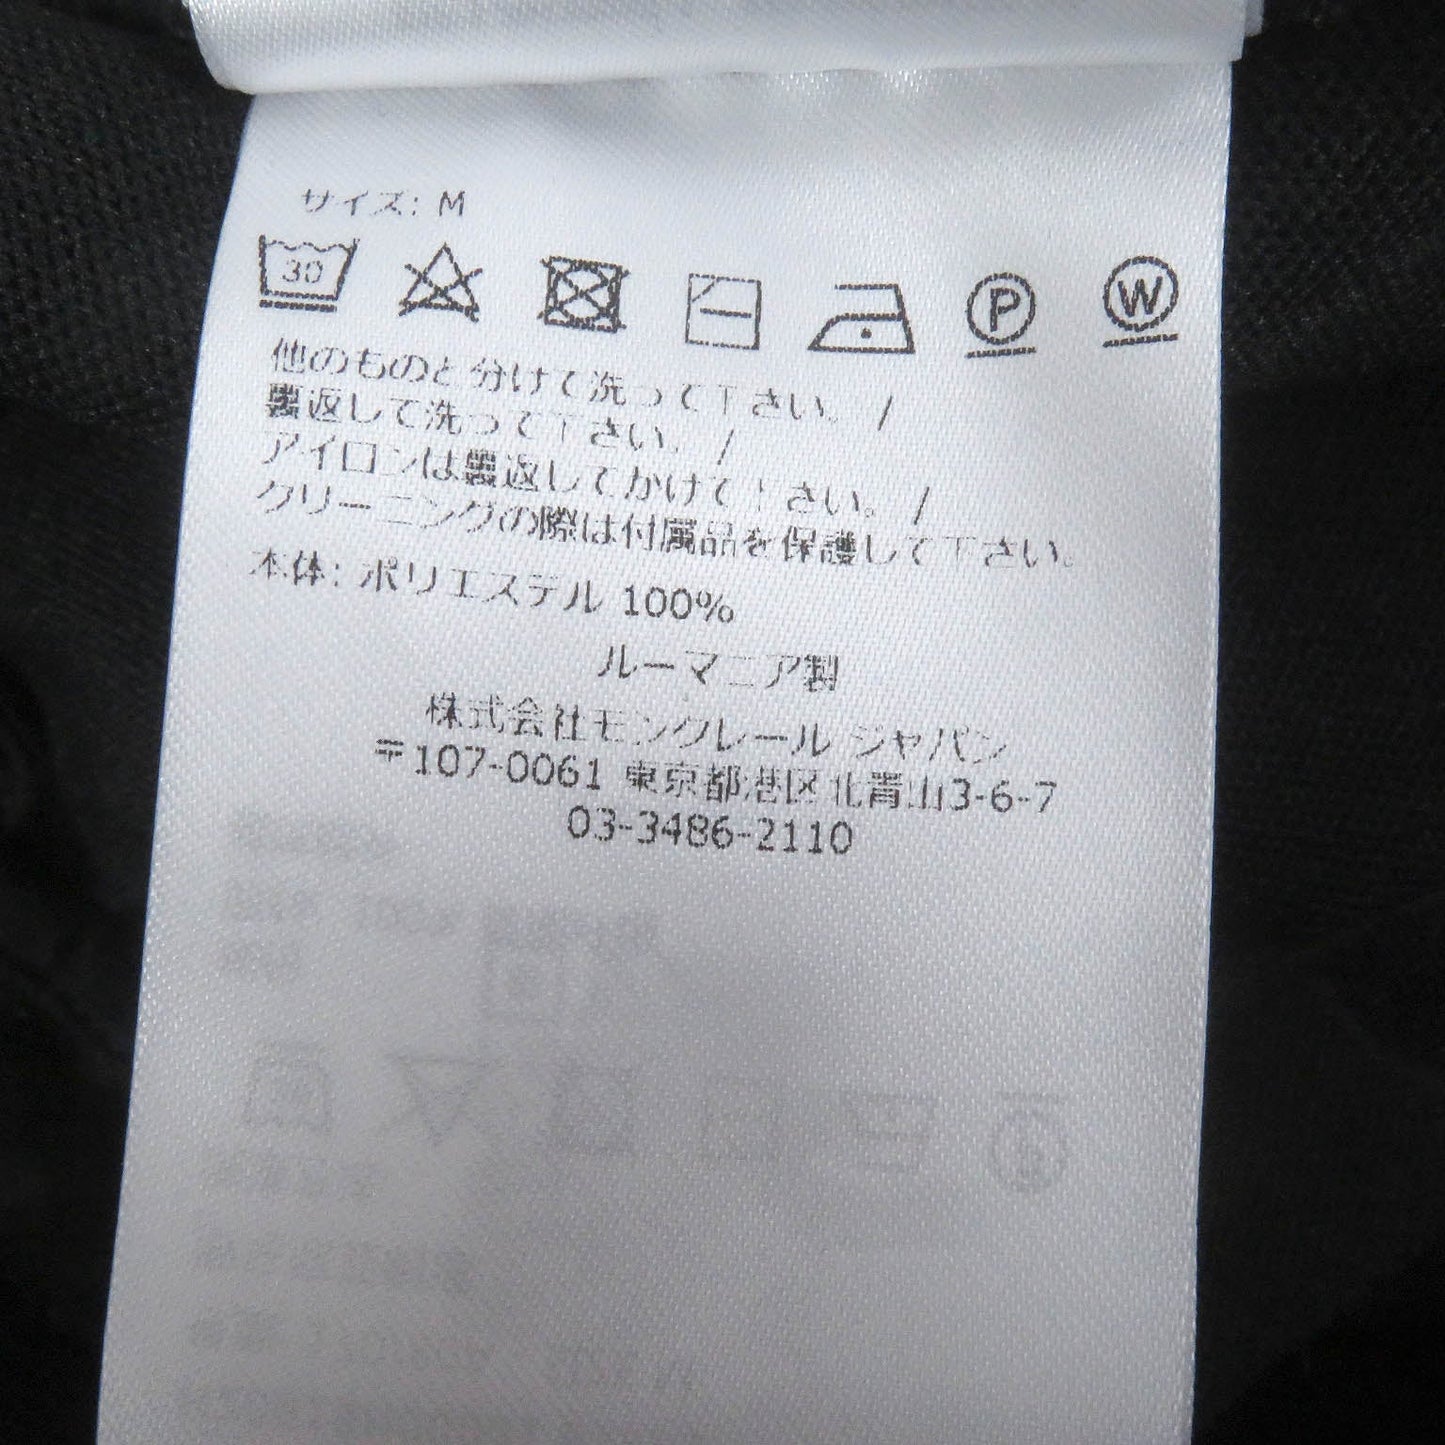 サイズ: M
30
P W
他のものと分けて洗って下さい。/
裏返して洗って下さい。/
アイロンは裏返してかけて下さい。/
クリーニングの際は付属品を保護して下さい。
本体: ポリエステル 100%
ルーマニア製
株式会社モンクレール ジャパン
〒107-0061 東京都港区北青山3-6-7
03-3486-2110